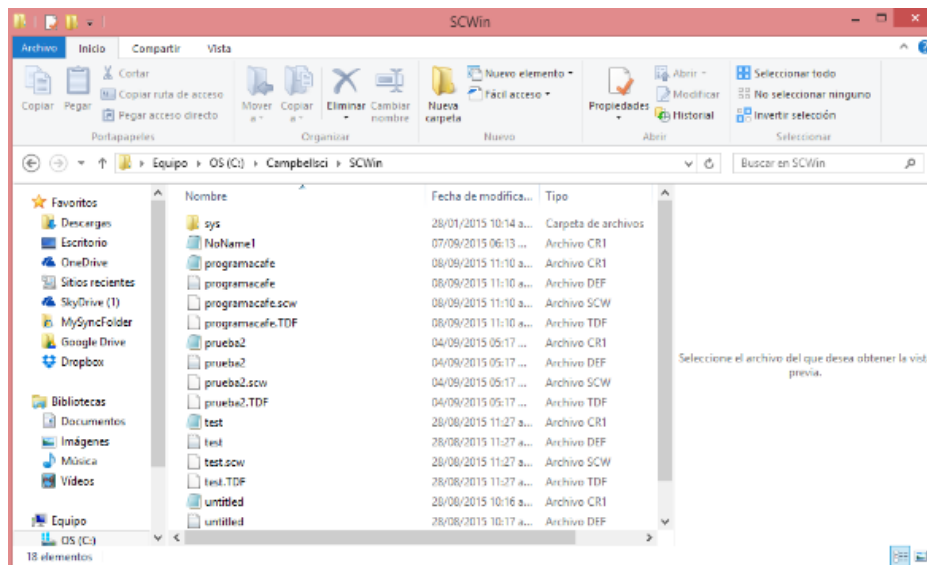 SCWin
Archivo Inicio Compartir Vista
Copiar Pegar Cortar Copiar ruta de acceso Pegar acceso directo
Mover a Copiar a Eliminar Cambiar nombre
Nueva carpeta Nuevo elemento Fácil acceso
Propiedades Abrir Modificar Historial
Seleccionar todo No seleccionar ninguno Invertir selección
Portapapeles Organizar Nuevo Abrir Seleccionar
Equipo OS (C:) Campbellsci SCWin Buscar en SCWin
Favoritos
Descargas
Escritorio
OneDrive
Sitios recientes
SkyDrive (1)
MySyncFolder
Google Drive
Dropbox
Bibliotecas
Documentos
Imágenes
Música
Vídeos
Equipo
OS (C:)
Nombre Fecha de modifica... Tipo
sys 28/01/2015 10:14 a... Carpeta de archivos
NoName1 07/09/2015 06:13 ... Archivo CR1
programacafe 08/09/2015 11:10 a... Archivo CR1
programacafe 08/09/2015 11:10 a... Archivo DEF
programacafe.scw 08/09/2015 11:10 a... Archivo SCW
programacafe.TDF 08/09/2015 11:10 a... Archivo TDF
prueba2 04/09/2015 05:17 ... Archivo CR1
prueba2 04/09/2015 05:17 ... Archivo DEF
prueba2.scw 04/09/2015 05:17 ... Archivo SCW
prueba2.TDF 04/09/2015 05:17 ... Archivo TDF
test 28/08/2015 11:27 a... Archivo CR1
test 28/08/2015 11:27 a... Archivo DEF
test.scw 28/08/2015 11:27 a... Archivo SCW
test.TDF 28/08/2015 11:27 a... Archivo TDF
untitled 28/08/2015 10:16 a... Archivo CR1
untitled 28/08/2015 10:17 a... Archivo DEF
Seleccione el archivo del que desea obtener la vist
previa.
18 elementos